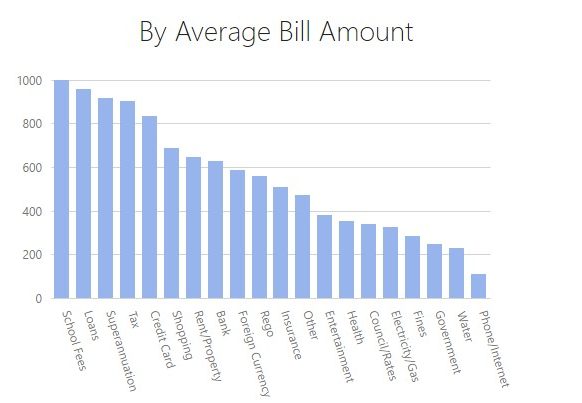 By Average Bill Amount
1000
800
600
400
200
0
School Fees
Loans
Superannuation
Tax
Credit Card
Shopping
Rent/Property
Bank
Foreign Currency
Rego
Insurance
Other
Entertainment
Health
Council/Rates
Electricity/Gas
Fines
Government
Water
Phone/Internet